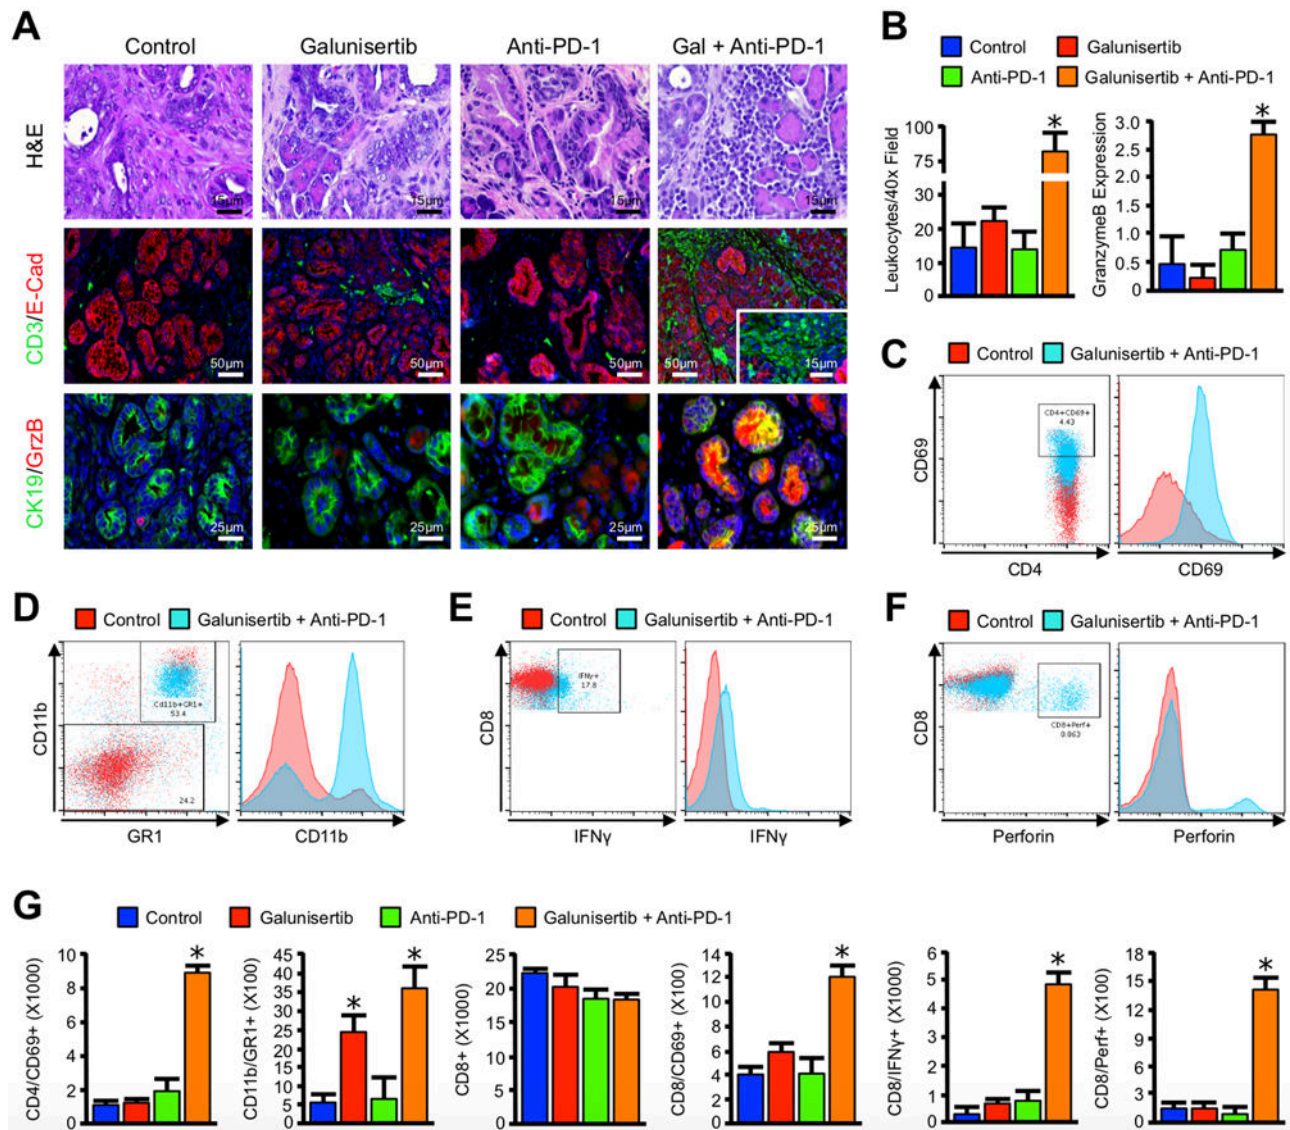 A
Control
Galunisertib
Anti-PD-1
Gal + Anti-PD-1
H&E
15µm
15µm
15µm
15µm
CD3/E-Cad
50µm
50µm
50µm
50µm
15µm
CK19/GrzB
25µm
25µm
25µm
25µm
B
Control
Galunisertib
Anti-PD-1
Galunisertib + Anti-PD-1
Leukocytes/40x Field
100
75
30
20
10
0
*
GranzymeB Expression
3.0
2.5
2.0
1.5
1.0
0.5
0
*
C
Control
Galunisertib + Anti-PD-1
CD69
CD4+CD69+
4.43
CD4
CD69
D
Control
Galunisertib + Anti-PD-1
CD11b
Cd11b+GR1+
53.4
24.2
GR1
CD11b
E
Control
Galunisertib + Anti-PD-1
CD8
IFNγ+
17.8
IFNγ
IFNγ
F
Control
Galunisertib + Anti-PD-1
CD8
CD8+Perf+
0.063
Perforin
Perforin
G
Control
Galunisertib
Anti-PD-1
Galunisertib + Anti-PD-1
CD4/CD69+ (X1000)
10
8
6
4
2
0
*
CD11b/GR1+ (X100)
45
40
35
30
25
20
15
10
5
0
*
*
CD8+ (X1000)
25
20
15
10
5
0
CD8/CD69+ (X100)
14
12
10
8
6
4
2
0
*
CD8/IFNγ+ (X1000)
6
5
4
3
2
1
0
*
CD8/Perf+ (X100)
18
15
12
9
6
3
0
*